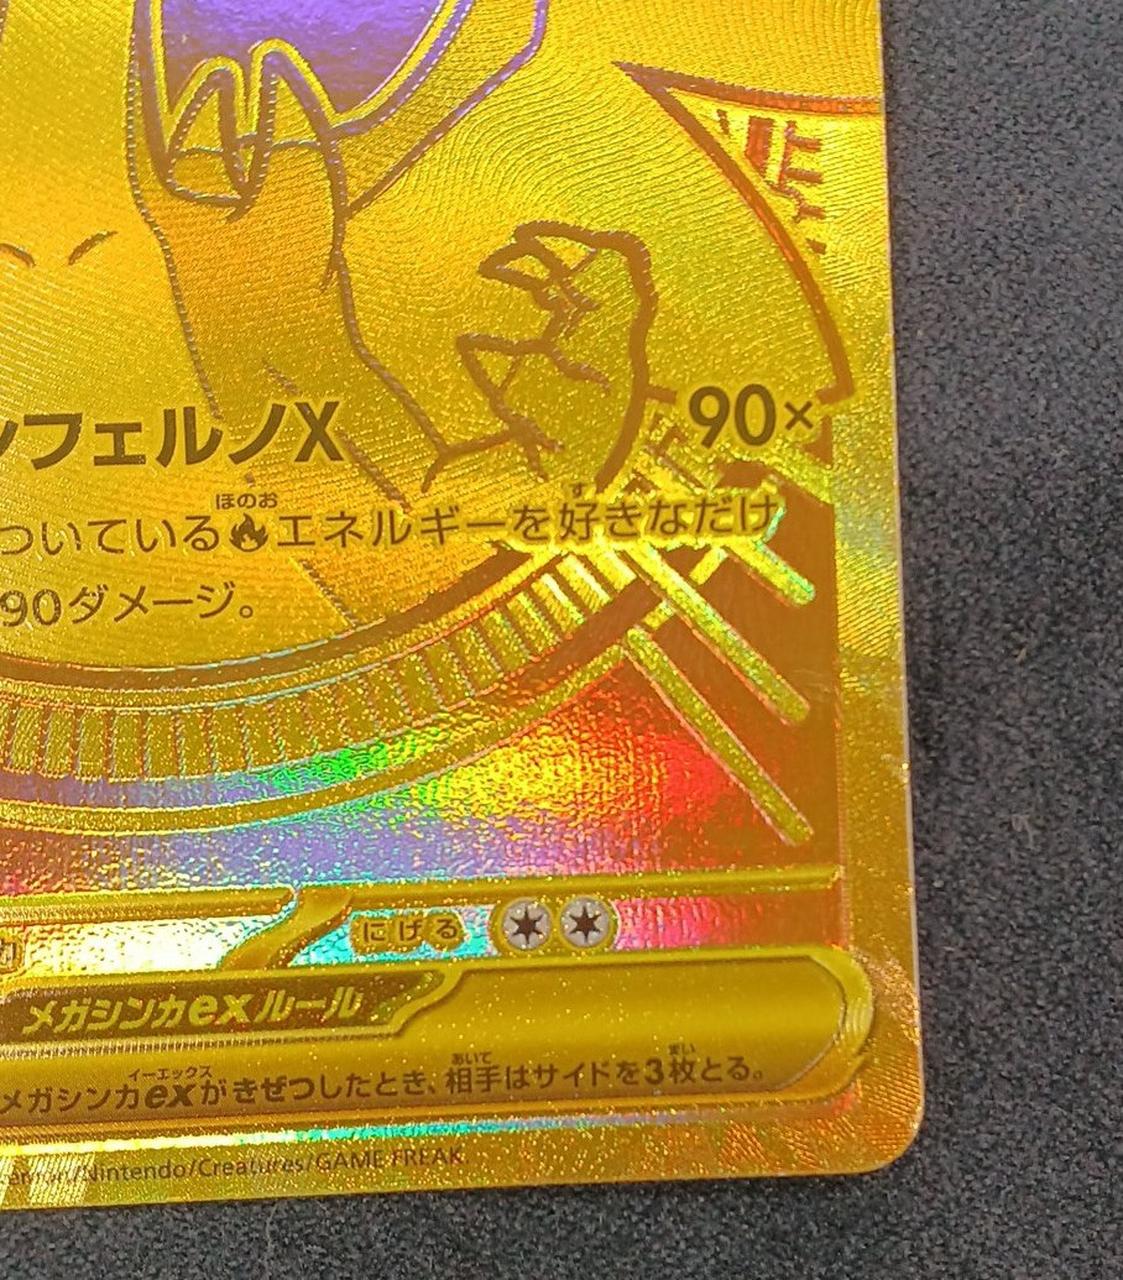 ンフェルノX 90×
ほのお す
ついているエネルギーを好きなだけ
90ダメージ。
にげる
メガシンカexルール
イーエックス あいて まい
メガシンカexがきぜつしたとき、相手はサイドを3枚とる。
émon/Nintendo/Creatures/GAME FREAK.